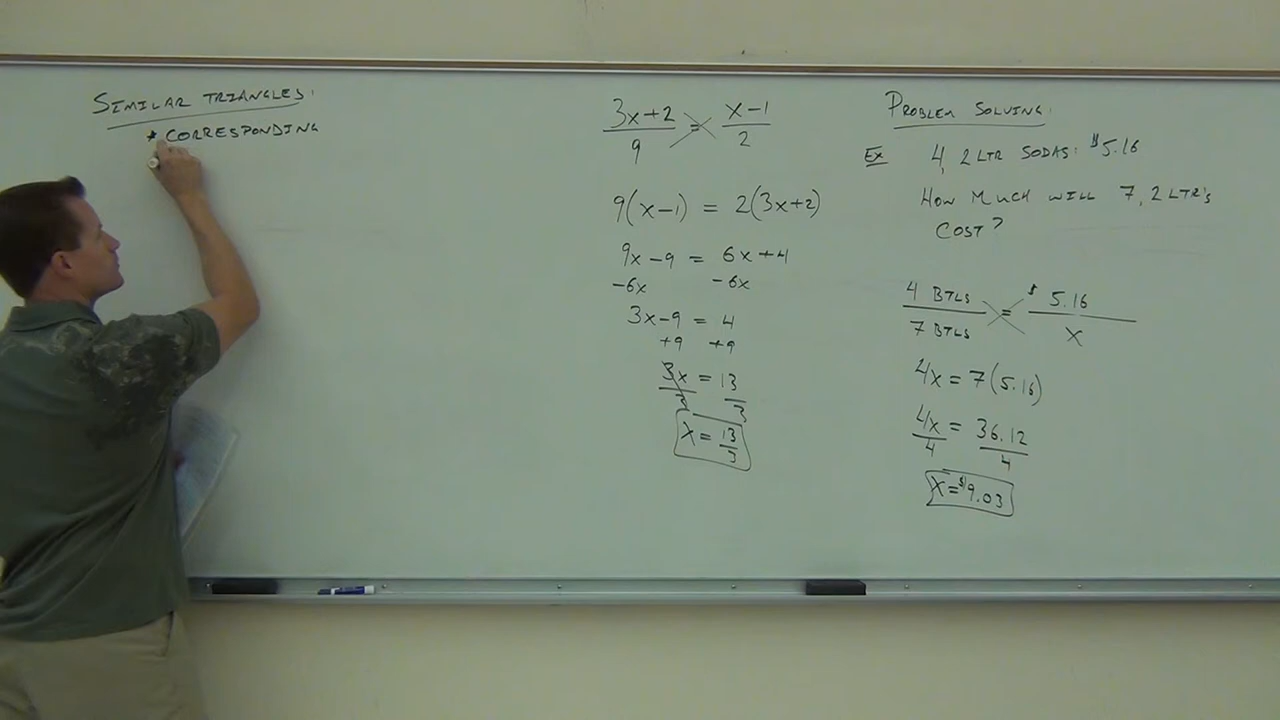 SIMILAR TRIANGLES:
* CORRESPONDING
3x+2 / 9 = x-1 / 2
9(x-1) = 2(3x+2)
9x-9 = 6x+4
-6x -6x
3x-9 = 4
+9 +9
3x/3 = 13/3
x = 13/3
PROBLEM SOLVING:
Ex 4, 2 LTR SODAS: $5.16
HOW MUCH WILL 7, 2 LTR's
COST?
4 BTLS / 7 BTLS = $5.16 / x
4x = 7(5.16)
4x/4 = 36.12/4
x = $9.03